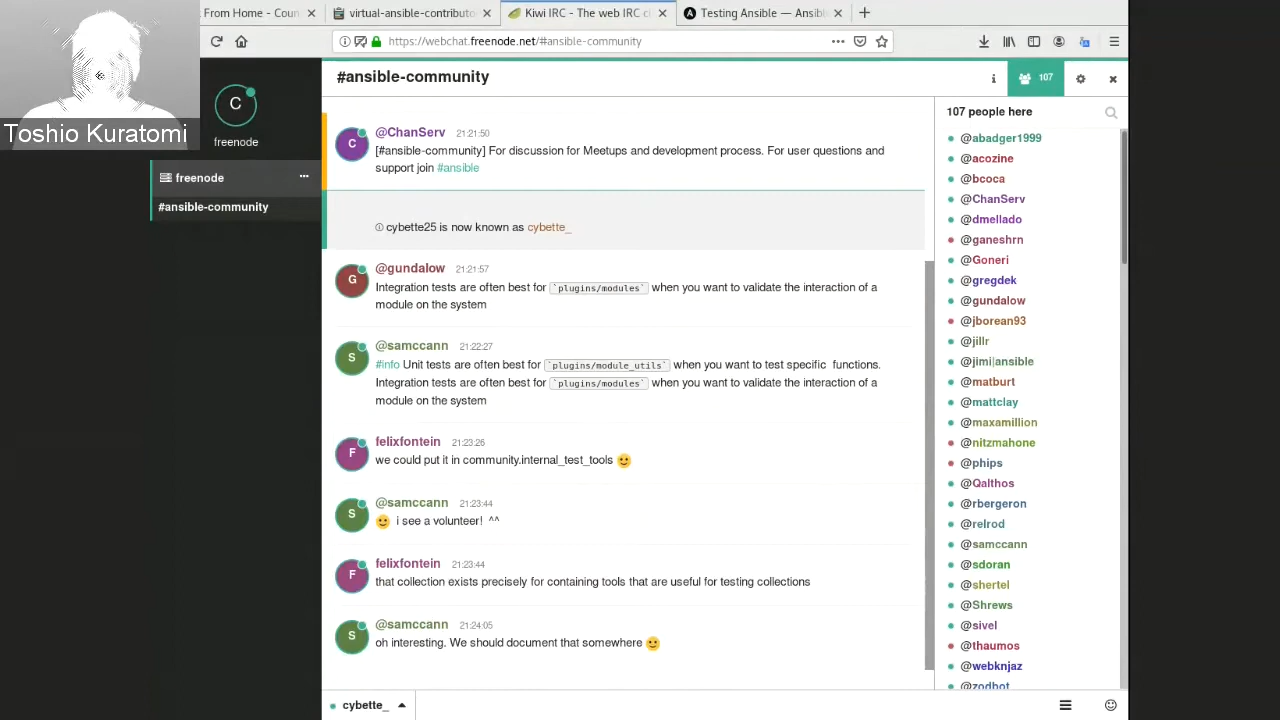 From Home - Coun
virtual-ansible-contributo
Kiwi IRC - The web IRC cl
Testing Ansible — Ansibl
https://webchat.freenode.net/#ansible-community
Toshio Kuratomi
C
freenode
freenode
#ansible-community
#ansible-community
107
C
@ChanServ 21:21:50
[#ansible-community] For discussion for Meetups and development process. For user questions and
support join #ansible
cybette25 is now known as cybette_
G
@gundalow 21:21:57
Integration tests are often best for `plugins/modules` when you want to validate the interaction of a
module on the system
S
@samccann 21:22:27
#info Unit tests are often best for `plugins/module_utils` when you want to test specific functions.
Integration tests are often best for `plugins/modules` when you want to validate the interaction of a
module on the system
F
felixfontein 21:23:26
we could put it in community.internal_test_tools
S
@samccann 21:23:44
i see a volunteer! ^^
F
felixfontein 21:23:44
that collection exists precisely for containing tools that are useful for testing collections
S
@samccann 21:24:05
oh interesting. We should document that somewhere
cybette_
107 people here
@abadger1999
@acozine
@bcoca
@ChanServ
@dmellado
@ganeshrn
@Goneri
@gregdek
@gundalow
@jborean93
@jillr
@jimi|ansible
@matburt
@mattclay
@maxamillion
@nitzmahone
@phips
@Qalthos
@rbergeron
@relrod
@samccann
@sdoran
@shertel
@Shrews
@sivel
@thaumos
@webknjaz
@zodbot